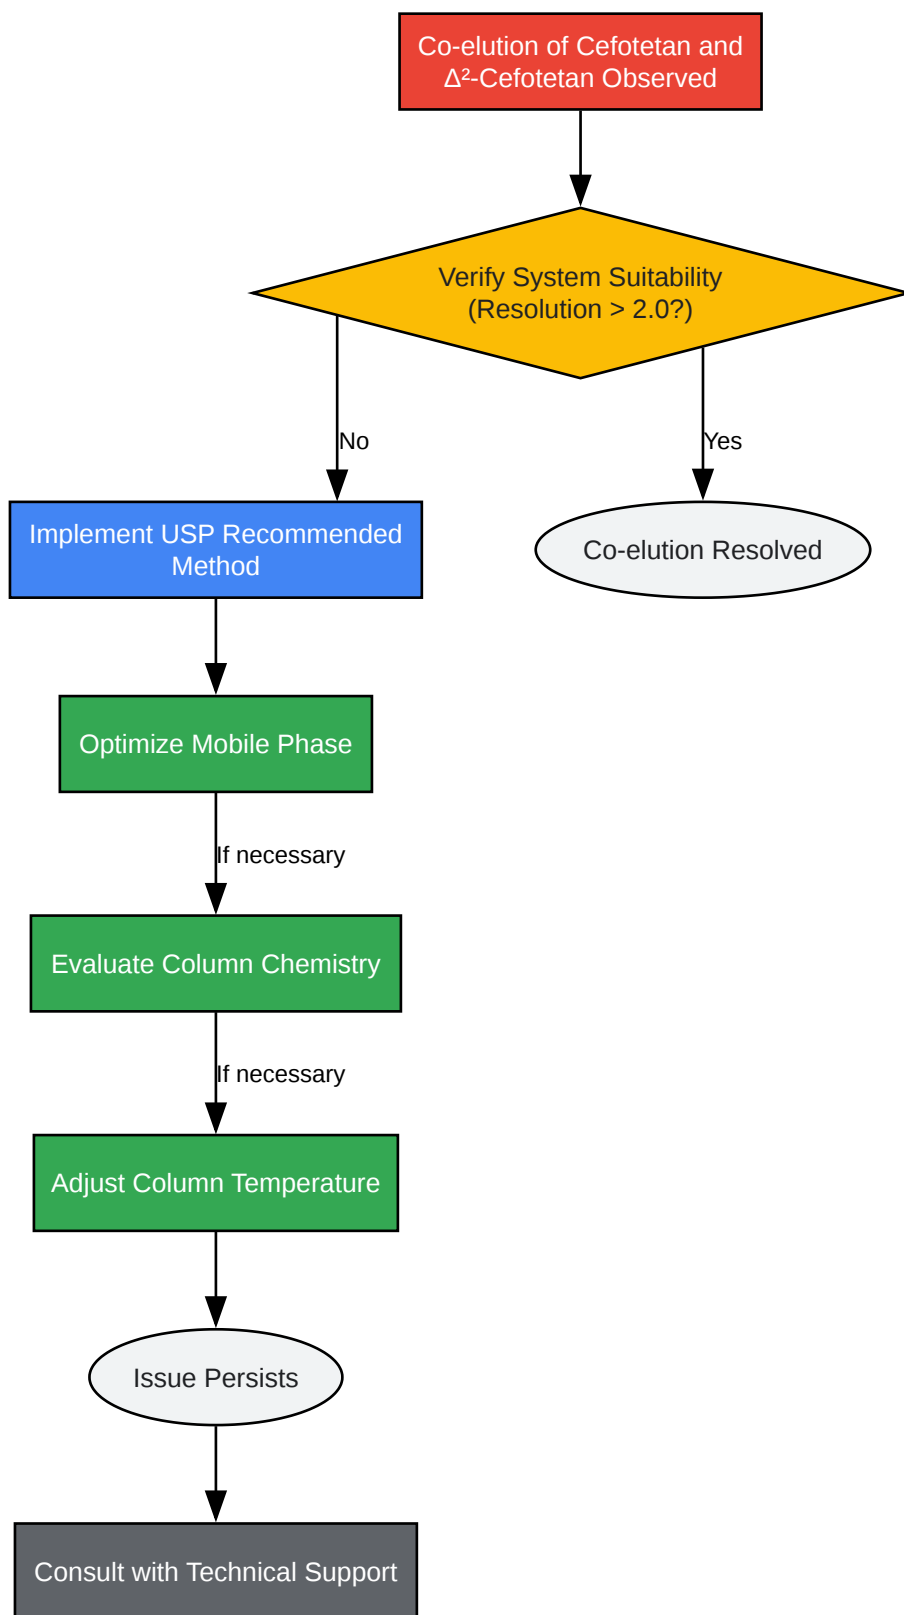 Co-elution of Cefotetan and
Δ²-Cefotetan Observed
Verify System Suitability
(Resolution > 2.0?)
No
Yes
Implement USP Recommended
Method
Co-elution Resolved
Optimize Mobile Phase
If necessary
Evaluate Column Chemistry
If necessary
Adjust Column Temperature
Issue Persists
Consult with Technical Support